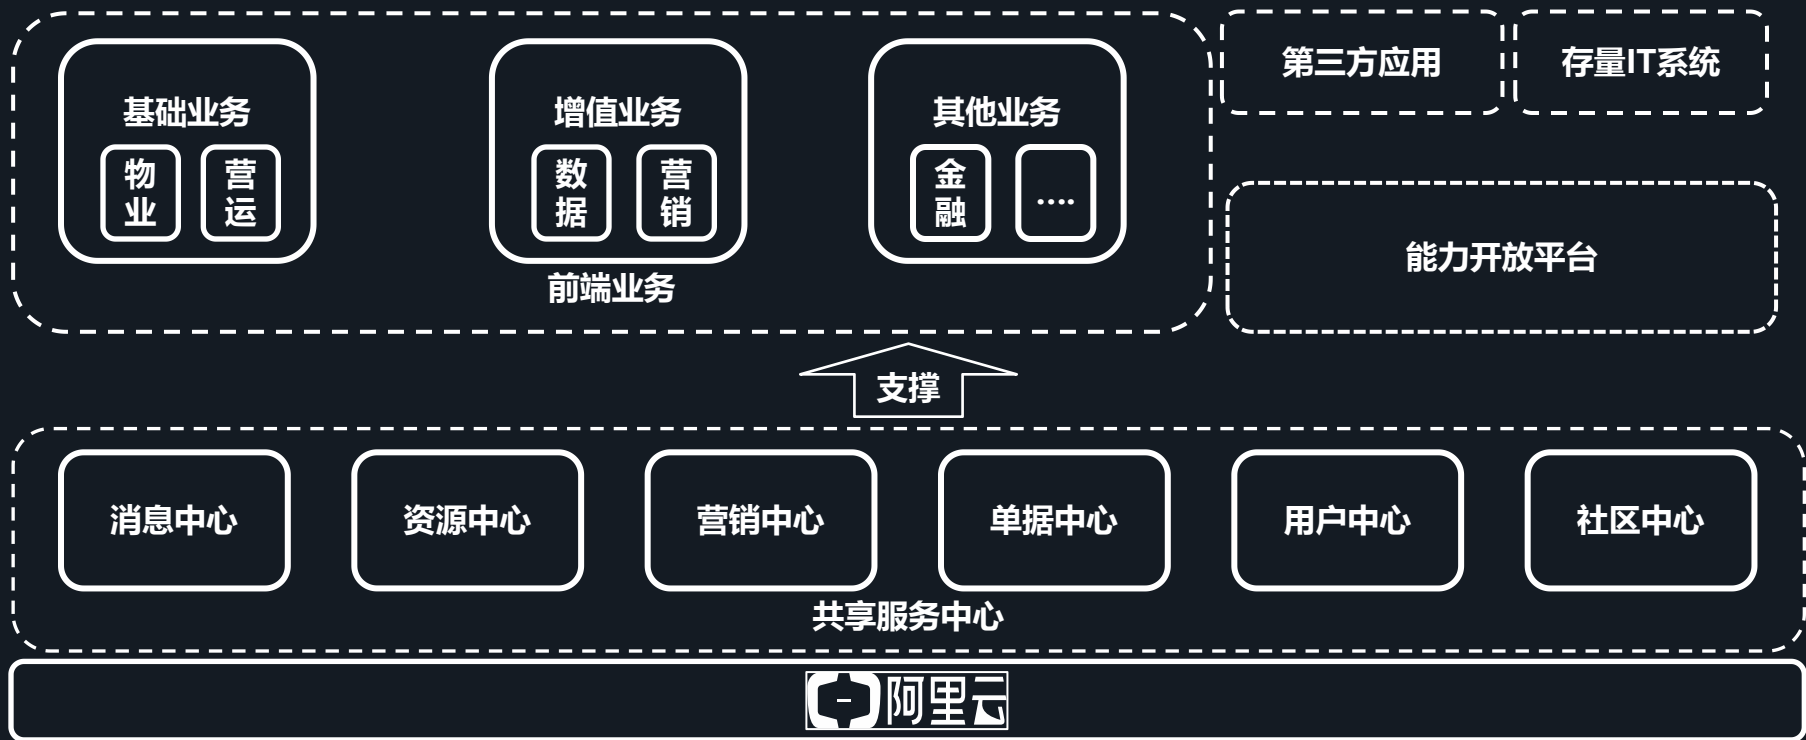 第三方应用
存量IT系统
基础业务
物业
营运
增值业务
数据
营销
其他业务
金融
....
前端业务
能力开放平台
支撑
消息中心
资源中心
营销中心
单据中心
用户中心
社区中心
共享服务中心
阿里云